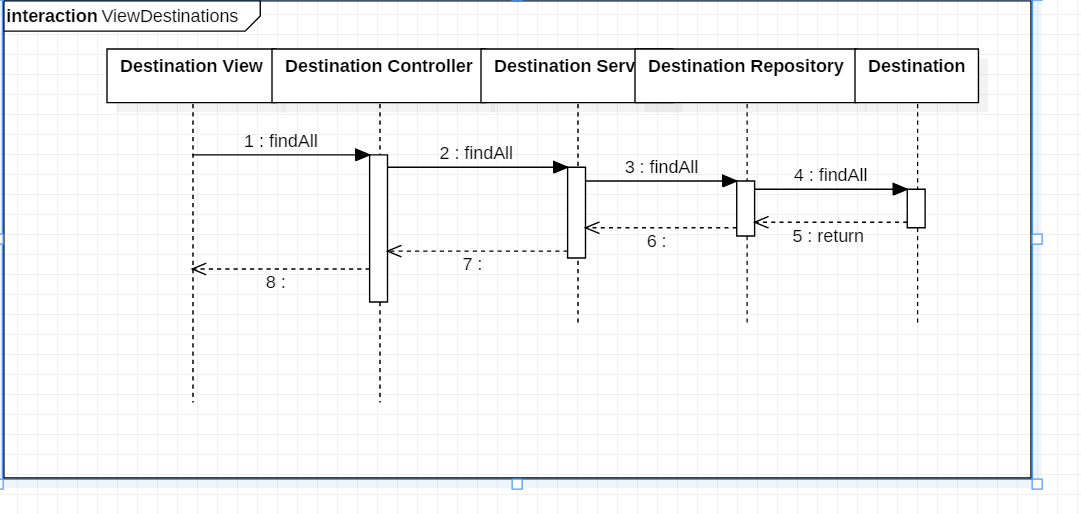 interaction ViewDestinations
Destination View
Destination Controller
Destination Serv
Destination Repository
Destination
1 : findAll
2 : findAll
3 : findAll
4 : findAll
5 : return
6 :
7 :
8 :